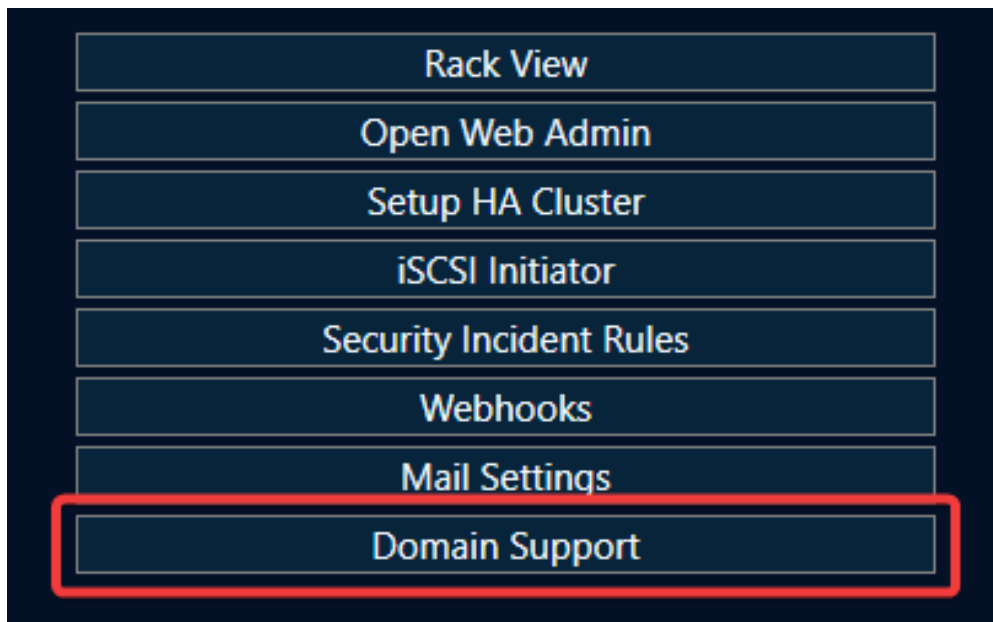 Rack View
Open Web Admin
Setup HA Cluster
iSCSI Initiator
Security Incident Rules
Webhooks
Mail Settings
Domain Support